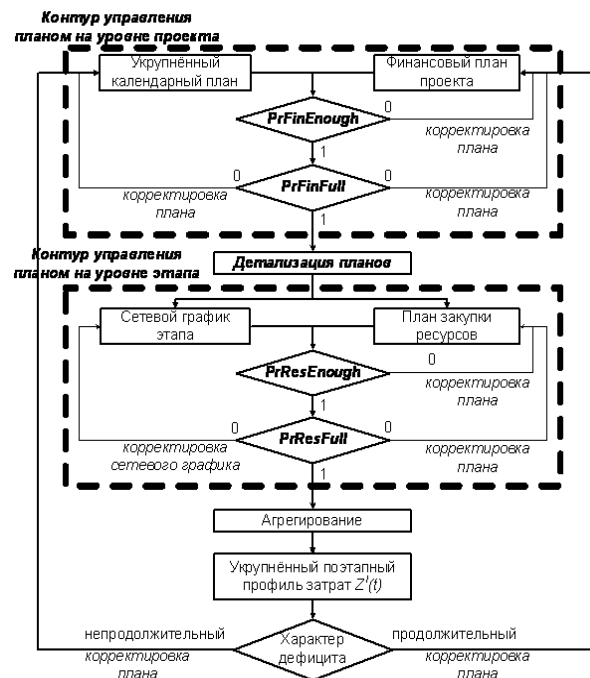 Контур управления
планом на уровне проекта
Укрупнённый
календарный план
Финансовый план
проекта
0
PrFinEnough
корректировка
плана
1
0
0
PrFinFull
корректировка
плана
корректировка
плана
1
Контур управления
планом на уровне этапа
Детализация планов
Сетевой график
этапа
План закупки
ресурсов
0
PrResEnough
корректировка
плана
1
0
0
PrResFull
корректировка
сетевого графика
корректировка
плана
1
Агрегирование
Укрупнённый поэтапный
профиль затрат Z'(t)
непродолжительный
Характер
дефицита
продолжительный
корректировка
плана
корректировка
плана